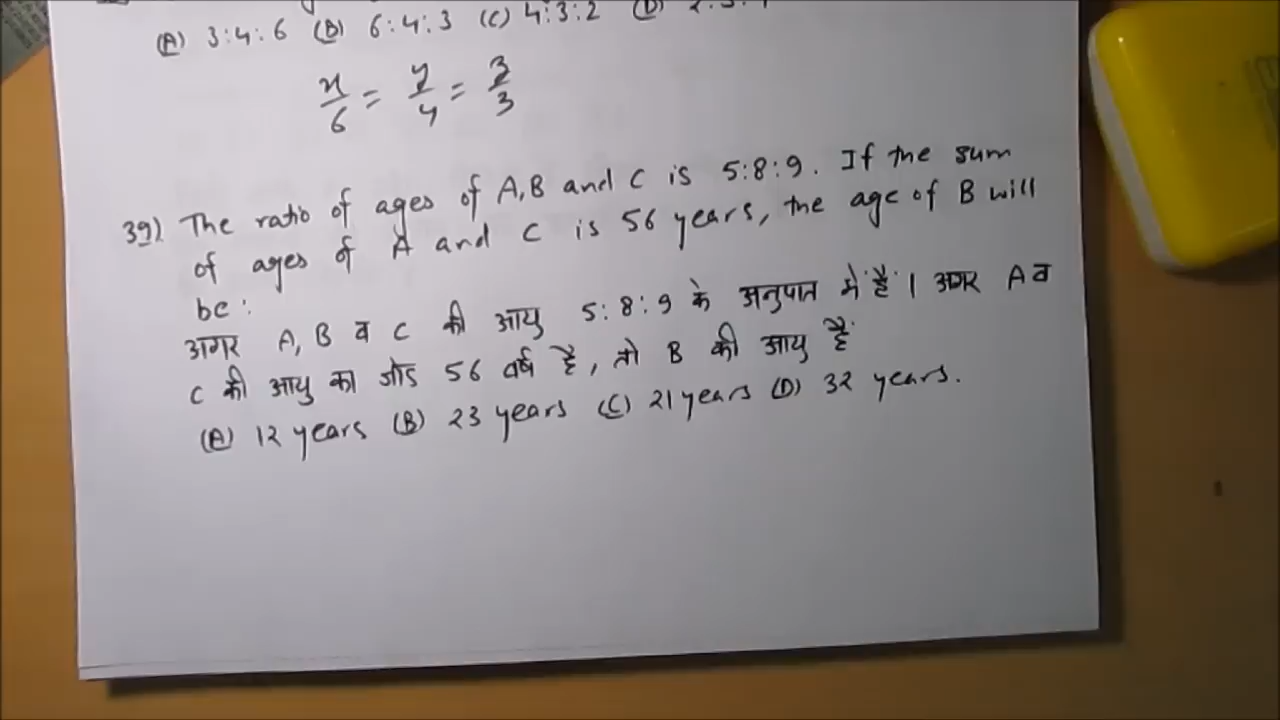 (A) 3:4:6 (B) 6:4:3 (C) 4:3:2 (D)
x/6 = y/4 = z/3
39) The ratio of ages of A,B and C is 5:8:9. If the sum
of ages of A and C is 56 years, the age of B will
be:
अगर A, B व C की आयु 5:8:9 के अनुपात में हैं। अगर A व
C की आयु का जोड 56 वर्ष है, तो B की आयु है
(A) 12 years (B) 23 years (C) 21 years (D) 32 years.